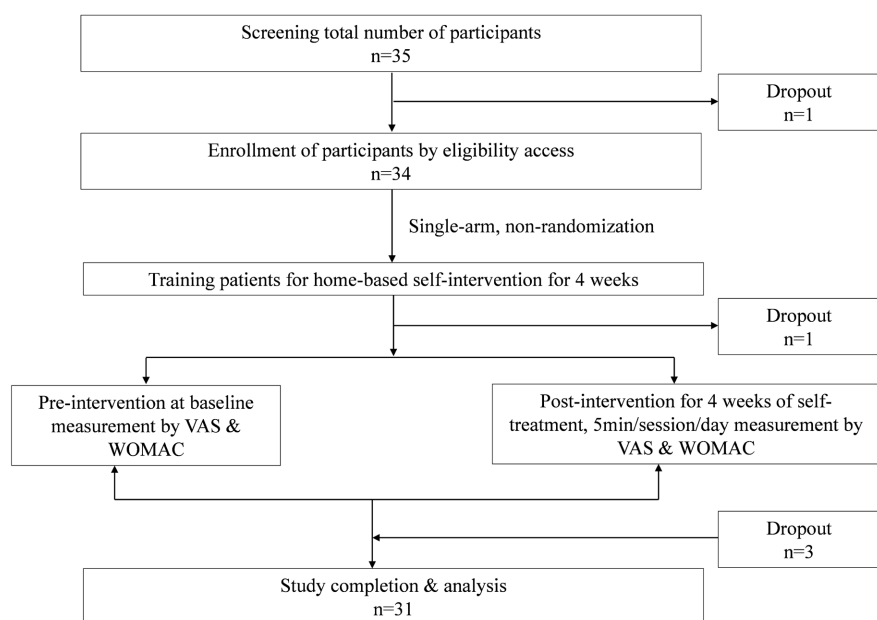 Screening total number of participants
n=35
Dropout
n=1
Enrollment of participants by eligibility access
n=34
Single-arm, non-randomization
Training patients for home-based self-intervention for 4 weeks
Dropout
n=1
Pre-intervention at baseline
measurement by VAS &
WOMAC
Post-intervention for 4 weeks of self-
treatment, 5min/session/day measurement by
VAS & WOMAC
Dropout
n=3
Study completion & analysis
n=31